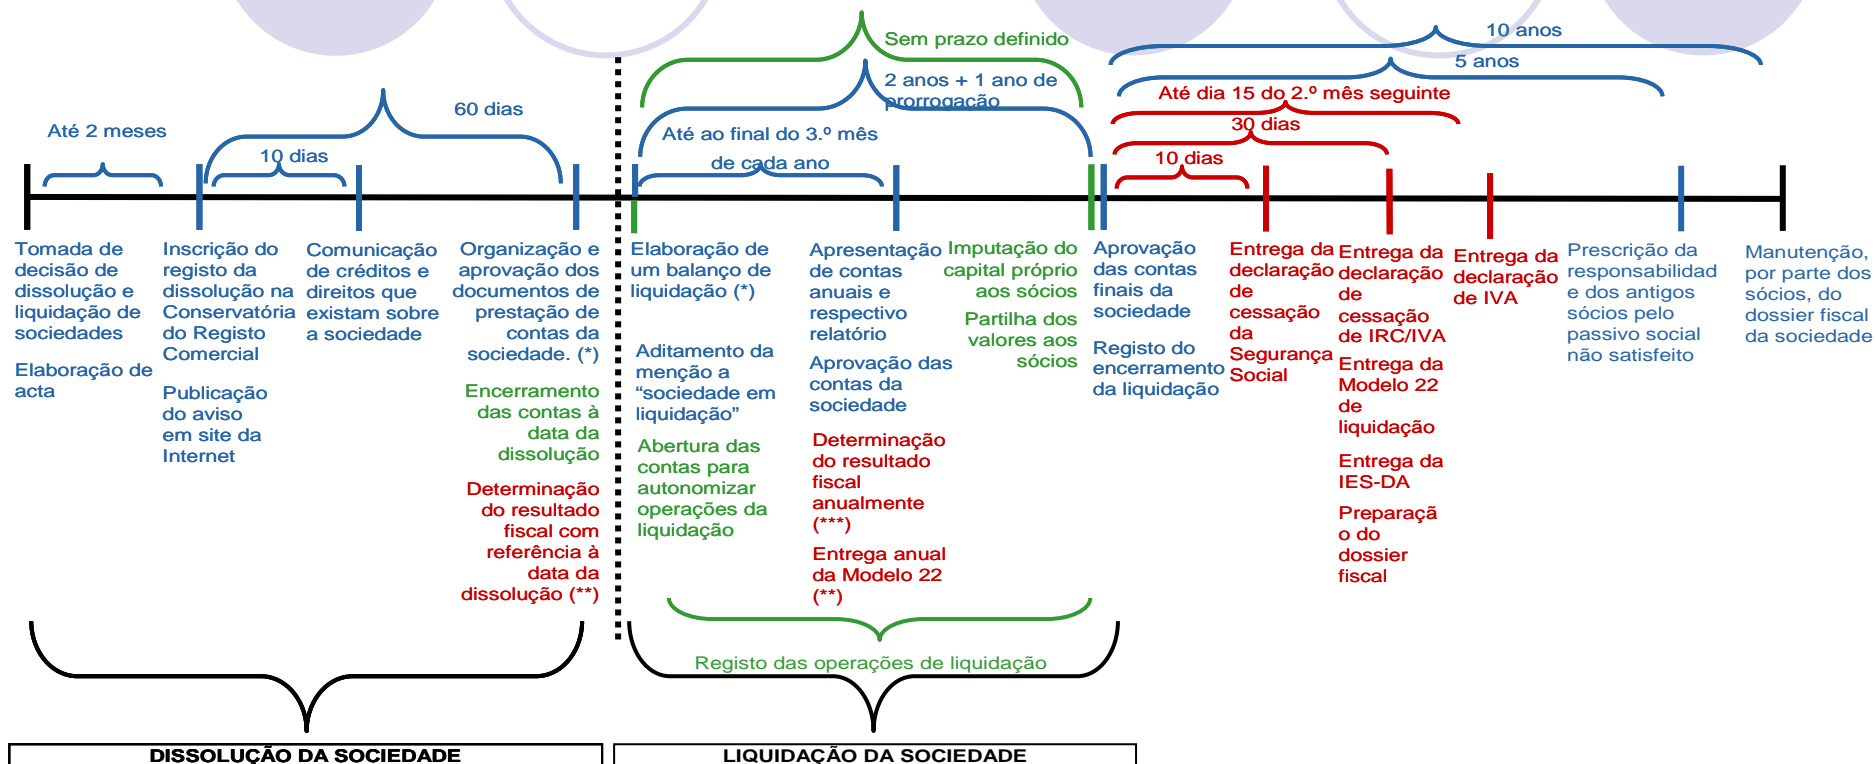 Sem prazo definido
2 anos + 1 ano de
prorrogação
10 anos
5 anos
Até dia 15 do 2.º mês seguinte
30 dias
10 dias
Até 2 meses
60 dias
10 dias
Até ao final do 3.º mês
de cada ano
Tomada de
decisão de
dissolução e
liquidação de
sociedades
Elaboração de
acta
Inscrição do
registo da
dissolução na
Conservatória
do Registo
Comercial
Publicação
do aviso
em site da
Internet
Comunicação
de créditos e
direitos que
existam sobre
a sociedade
Organização e
aprovação dos
documentos de
prestação de
contas da
sociedade. (*)
Encerramento
das contas à
data da
dissolução
Determinação
do resultado
fiscal com
referência à
data da
dissolução (**)
Elaboração de
um balanço de
liquidação (*)
Aditamento da
menção a
“sociedade em
liquidação”
Abertura das
contas para
autonomizar
operações da
liquidação
Apresentação
de contas
anuais e
respectivo
relatório
Aprovação das
contas da
sociedade
Determinação
do resultado
fiscal
anualmente
(***)
Entrega anual
da Modelo 22
(**)
Imputação do
capital próprio
aos sócios
Partilha dos
valores aos
sócios
Aprovação
das contas
finais da
sociedade
Registo do
encerramento
da liquidação
Entrega da
declaração
de
cessação
da
Segurança
Social
Entrega da
declaração
de
cessação
de IRC/IVA
Entrega da
Modelo 22
de
liquidação
Entrega da
IES-DA
Preparaçã
o do
dossier
fiscal
Entrega da
declaração
de IVA
Prescrição da
responsabilidad
e dos antigos
sócios pelo
passivo social
não satisfeito
Manutenção,
por parte dos
sócios, do
dossier fiscal
da sociedade
Registo das operações de liquidação
DISSOLUÇÃO DA SOCIEDADE
LIQUIDAÇÃO DA SOCIEDADE